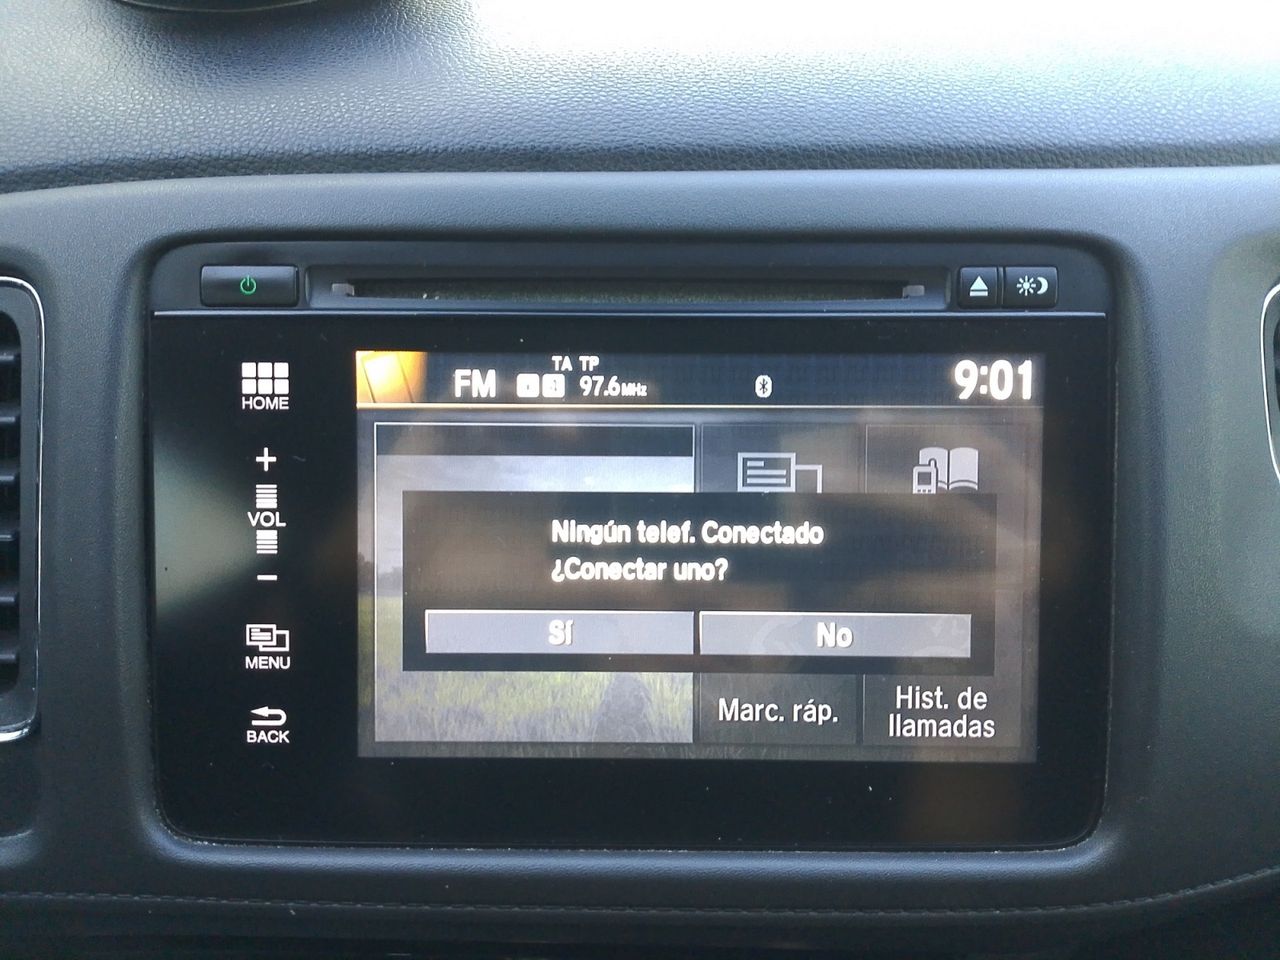 TA TP
FM 97.6MHz
9:01
HOME
+
VOL
−
MENU
BACK
Ningún telef. Conectado
¿Conectar uno?
Sí
No
Marc. ráp.
Hist. de
llamadas